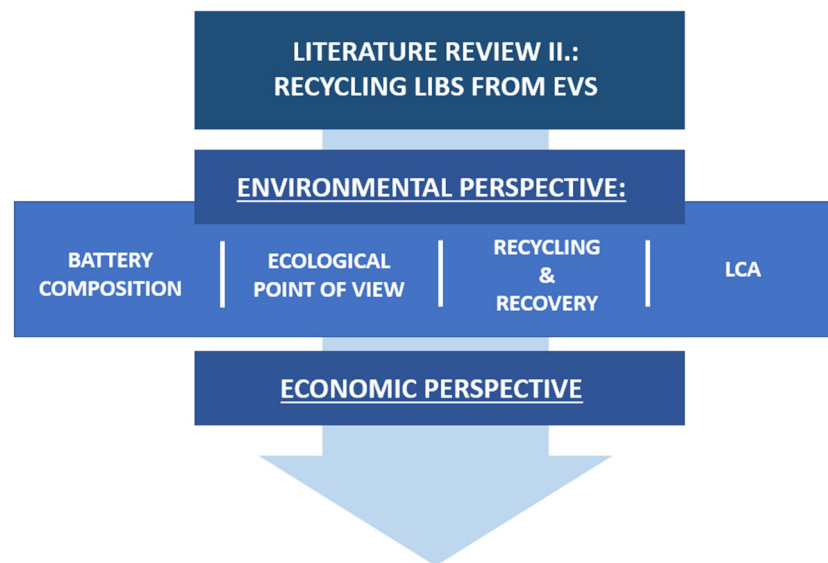 LITERATURE REVIEW II.:
RECYCLING LIBS FROM EVS
ENVIRONMENTAL PERSPECTIVE:
BATTERY
COMPOSITION
ECOLOGICAL
POINT OF VIEW
RECYCLING
&
RECOVERY
LCA
ECONOMIC PERSPECTIVE